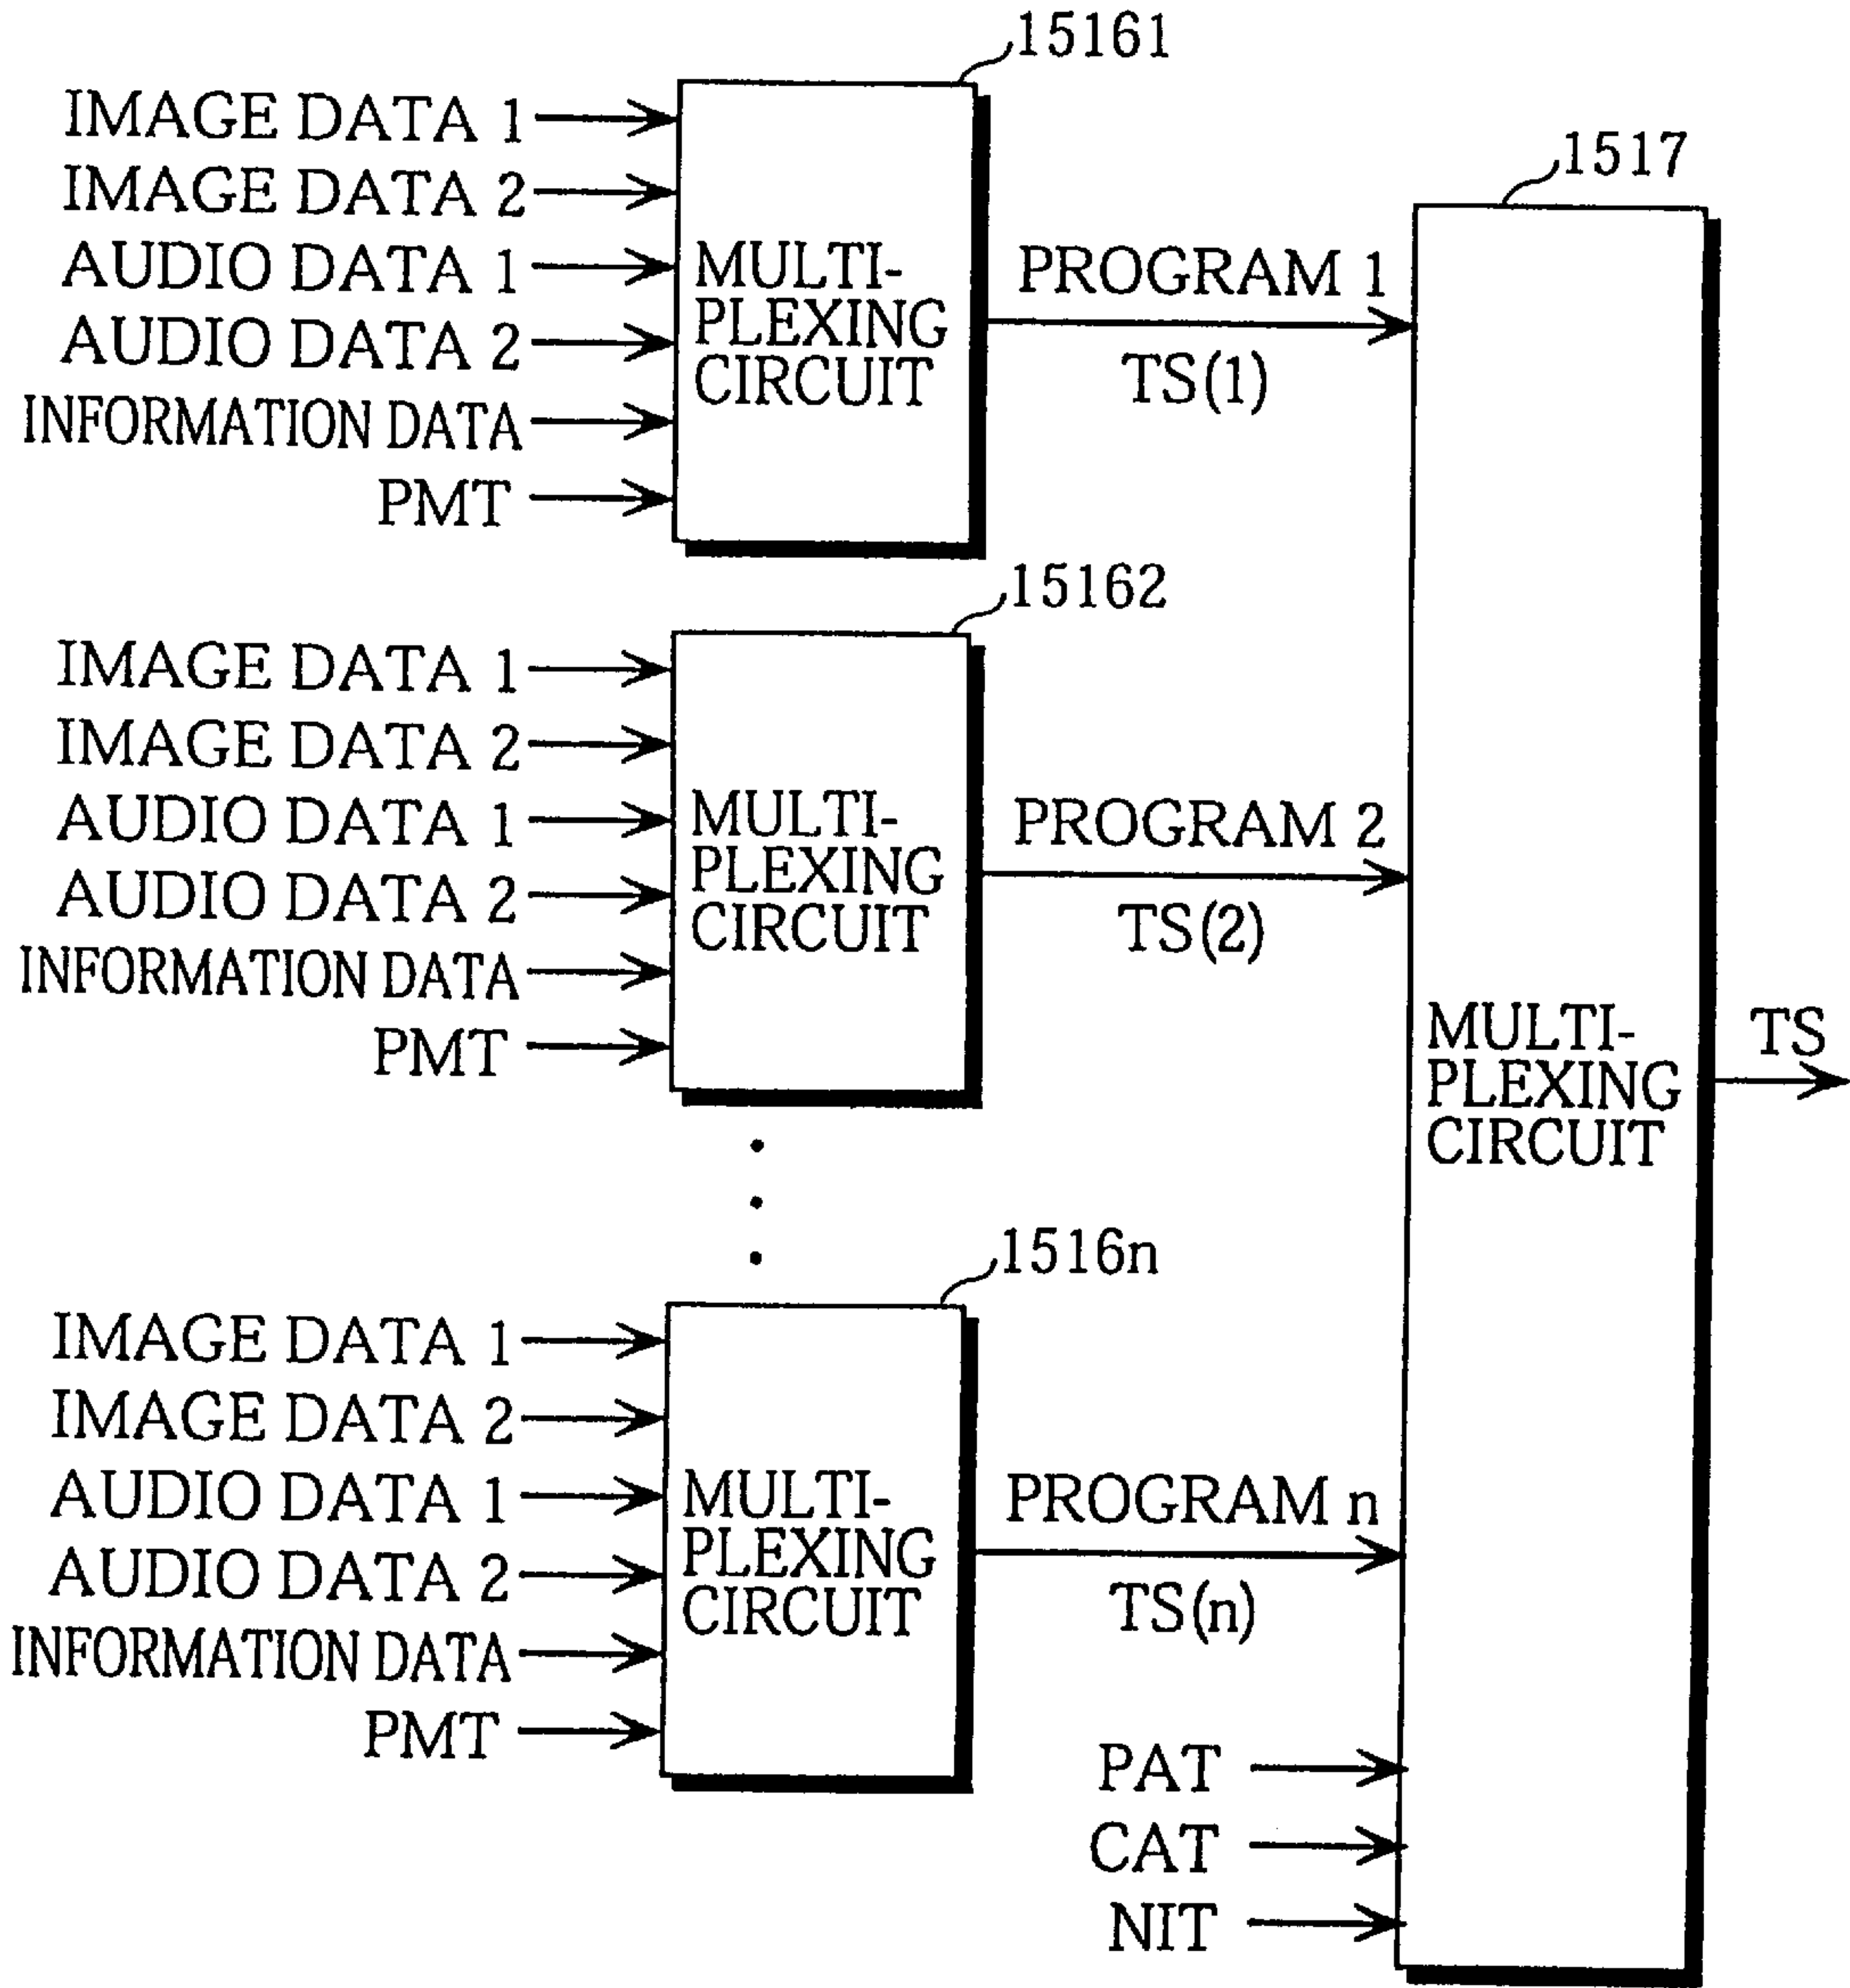 15161
IMAGE DATA 1
IMAGE DATA 2
AUDIO DATA 1
AUDIO DATA 2
INFORMATION DATA
PMT
MULTI-
PLEXING
CIRCUIT
PROGRAM 1
TS(1)
1517
15162
IMAGE DATA 1
IMAGE DATA 2
AUDIO DATA 1
AUDIO DATA 2
INFORMATION DATA
PMT
MULTI-
PLEXING
CIRCUIT
PROGRAM 2
TS(2)
MULTI-
PLEXING
CIRCUIT
TS
1516n
IMAGE DATA 1
IMAGE DATA 2
AUDIO DATA 1
AUDIO DATA 2
INFORMATION DATA
PMT
MULTI-
PLEXING
CIRCUIT
PROGRAM n
TS(n)
PAT
CAT
NIT